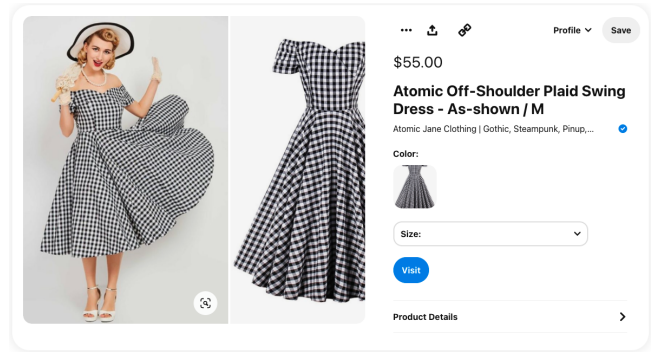 Profile
Save
$55.00
Atomic Off-Shoulder Plaid Swing
Dress - As-shown / M
Atomic Jane Clothing | Gothic, Steampunk, Pinup,...
Color:
Size:
Visit
Product Details